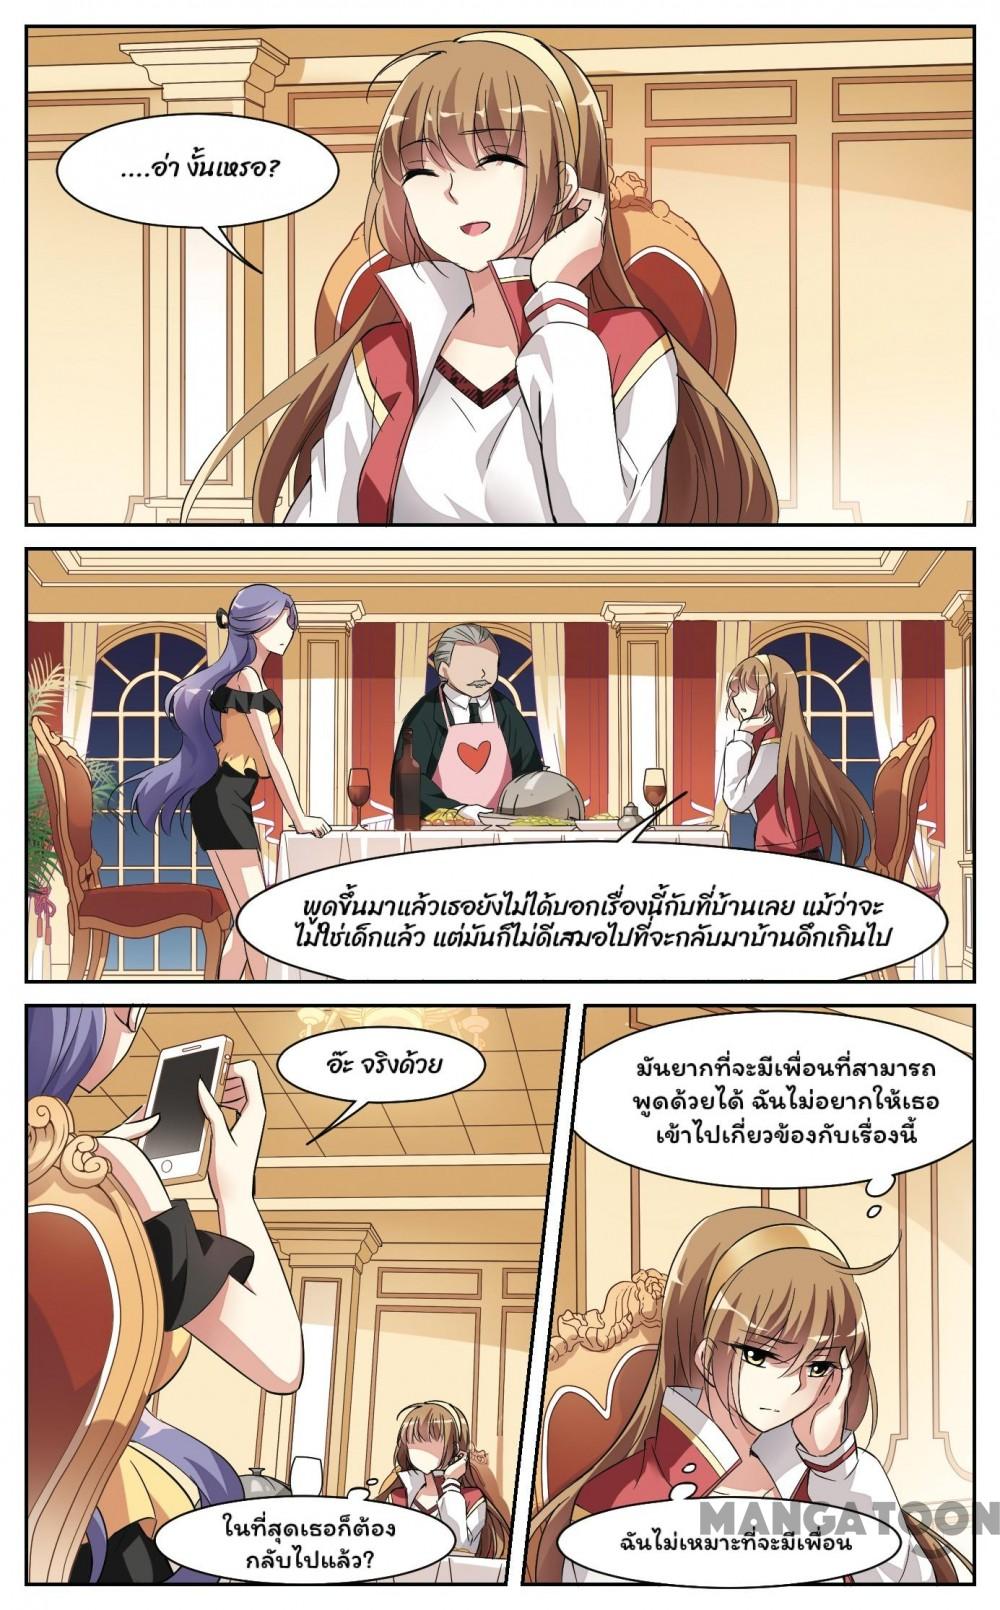 ....อ่า งั้นเหรอ?
พูดขึ้นมาแล้วเธอยังไม่ได้บอกเรื่องนี้กับที่บ้านเลย แม้ว่าจะ
ไม่ใช่เด็กแล้ว แต่มันก็ไม่ดีเสมอไปที่จะกลับมาบ้านดึกเกินไป
อ๊ะ จริงด้วย
ในที่สุดเธอก็ต้อง
กลับไปแล้ว?
มันยากที่จะมีเพื่อนที่สามารถ
พูดด้วยได้ ฉันไม่อยากให้เธอ
เข้าไปเกี่ยวข้องกับเรื่องนี้
ฉันไม่เหมาะที่จะมีเพื่อน
MANGATOON